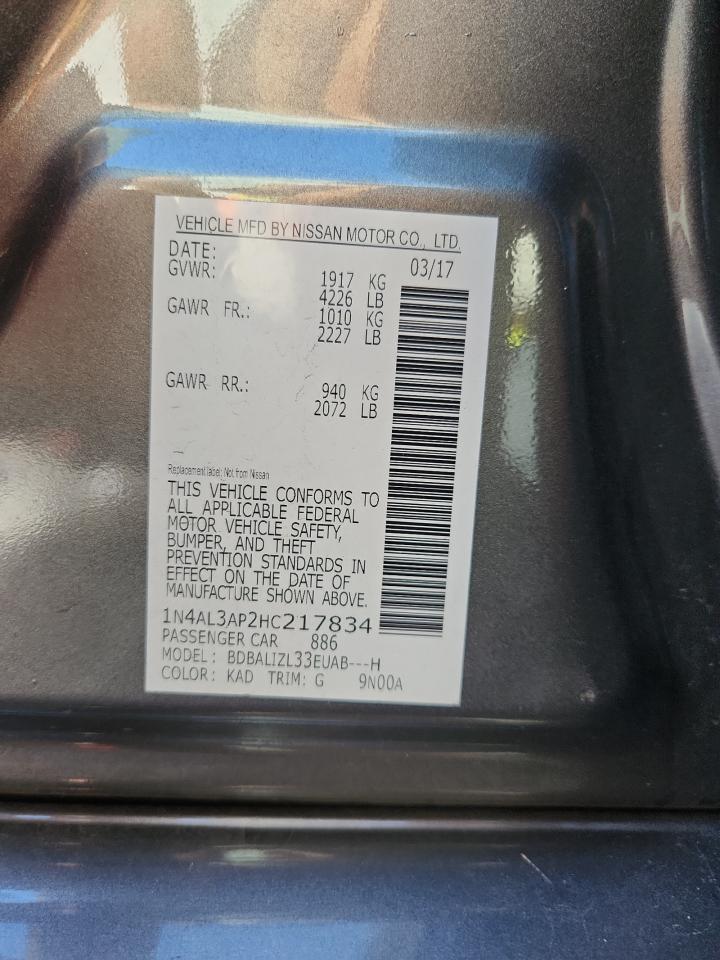 VEHICLE MFD BY NISSAN MOTOR CO., LTD.
DATE: 03/17
GVWR: 1917 KG
4226 LB
GAWR FR.: 1010 KG
2227 LB
GAWR RR.: 940 KG
2072 LB
Replacement label: Not from Nissan
THIS VEHICLE CONFORMS TO
ALL APPLICABLE FEDERAL
MOTOR VEHICLE SAFETY,
BUMPER, AND THEFT
PREVENTION STANDARDS IN
EFFECT ON THE DATE OF
MANUFACTURE SHOWN ABOVE.
1N4AL3AP2HC217834
PASSENGER CAR 886
MODEL: BDBALIZL33EUAB---H
COLOR: KAD TRIM: G 9N00A